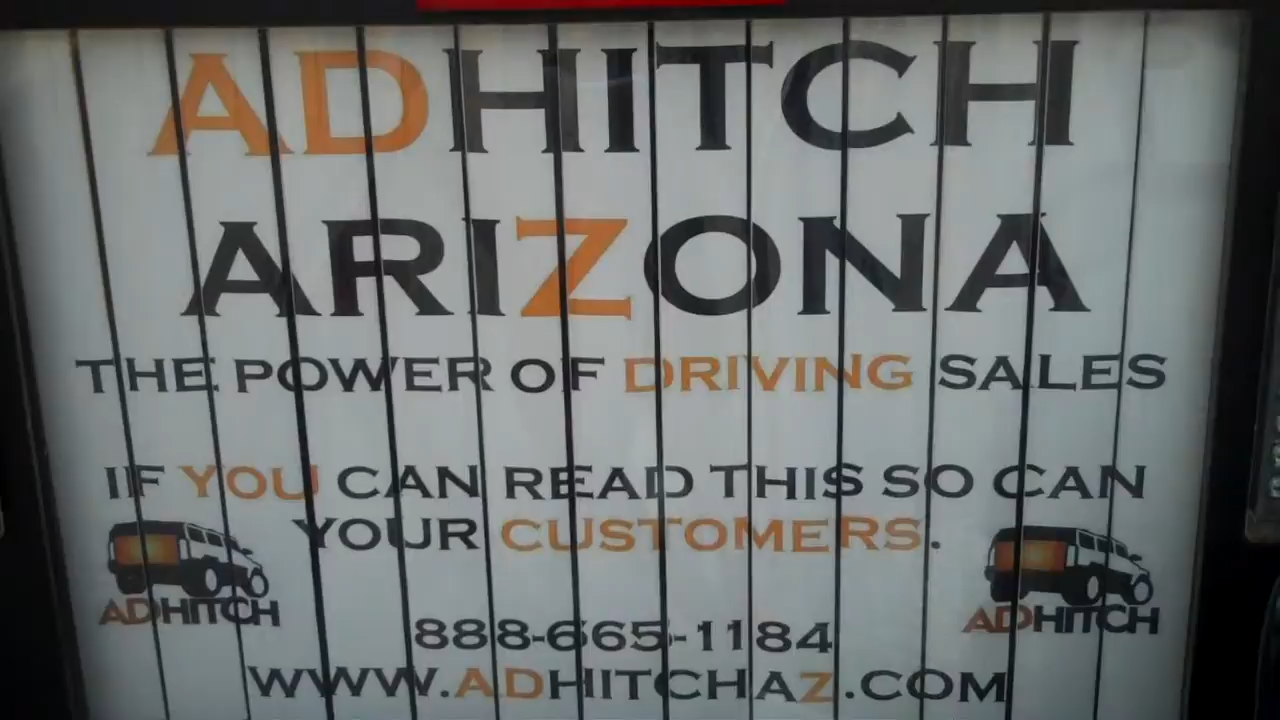 ADHITCH
ARIZONA
THE POWER OF DRIVING SALES
IF YOU CAN READ THIS SO CAN
YOUR CUSTOMERS.
ADHITCH
ADHITCH
888-665-1184
WWW.ADHITCHAZ.COM